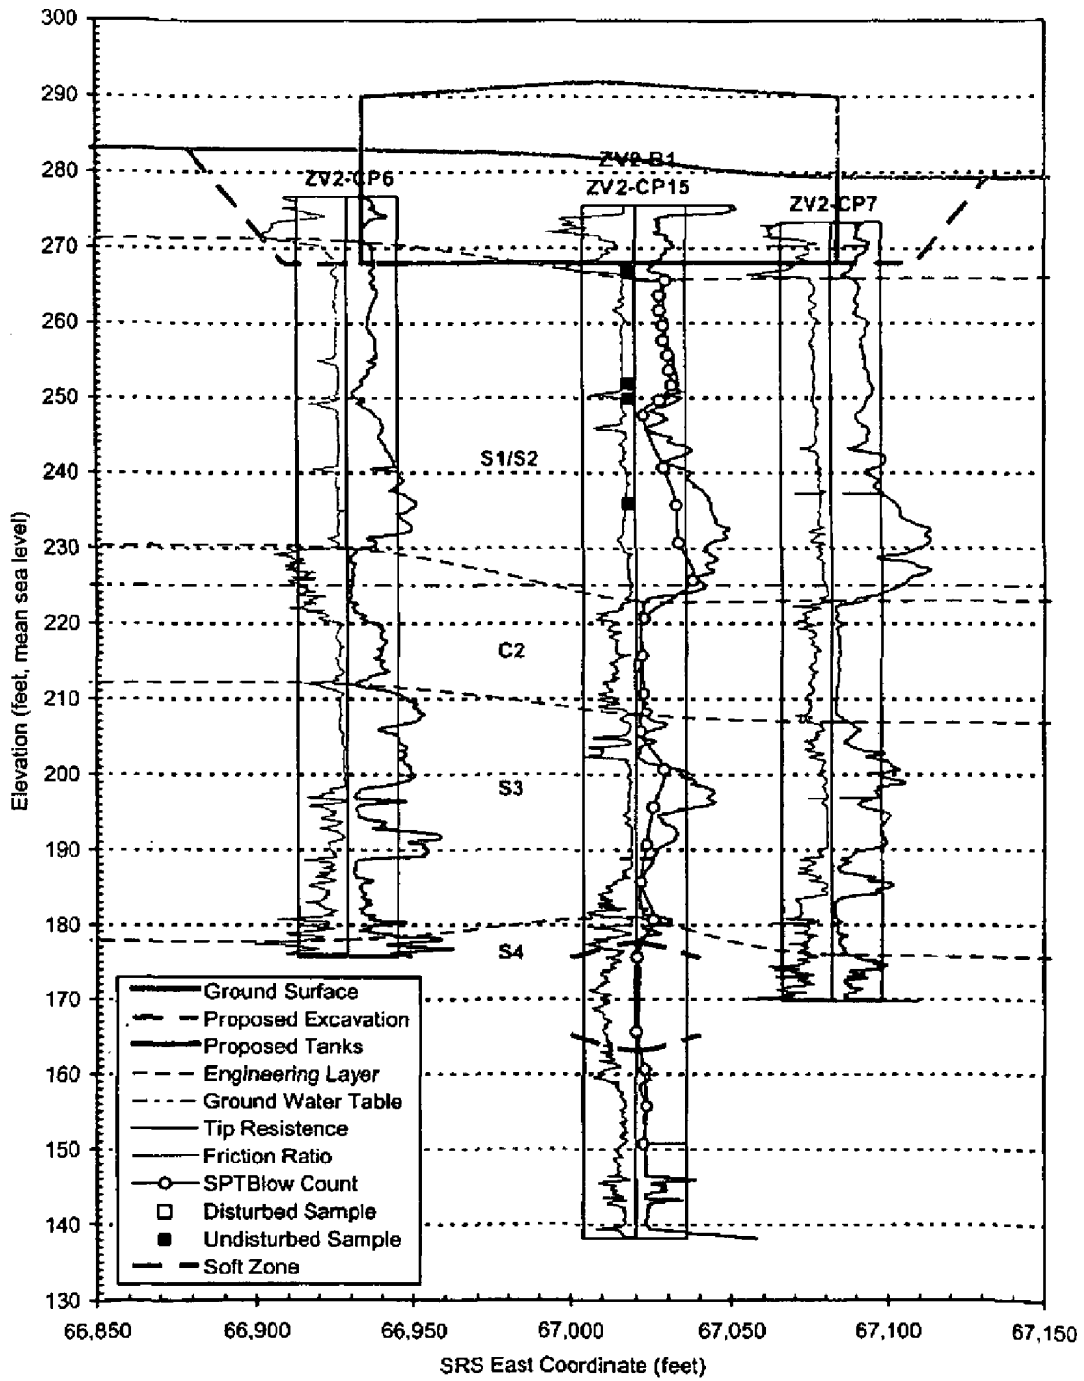 300
290
280
270
260
250
240
230
220
210
200
190
180
170
160
150
140
130
Elevation (feet, mean sea level)
ZV2-B1
ZV2-CP6
ZV2-CP15
ZV2-CP7
S1/S2
C2
S3
S4
Ground Surface
Proposed Excavation
Proposed Tanks
Engineering Layer
Ground Water Table
Tip Resistence
Friction Ratio
SPTBlow Count
Disturbed Sample
Undisturbed Sample
Soft Zone
66,850 66,900 66,950 67,000 67,050 67,100 67,150
SRS East Coordinate (feet)